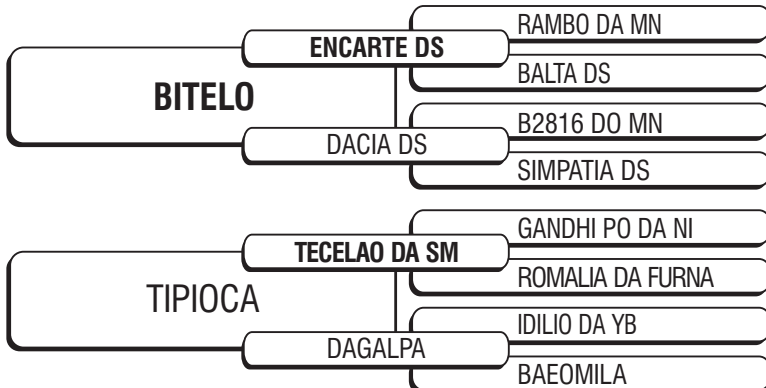 RAMBO DA MN
ENCARTE DS
BALTA DS
BITELO
B2816 DO MN
DACIA DS
SIMPATIA DS
GANDHI PO DA NI
TECELAO DA SM
ROMALIA DA FURNA
TIPIOCA
IDILIO DA YB
DAGALPA
BAEOMILA